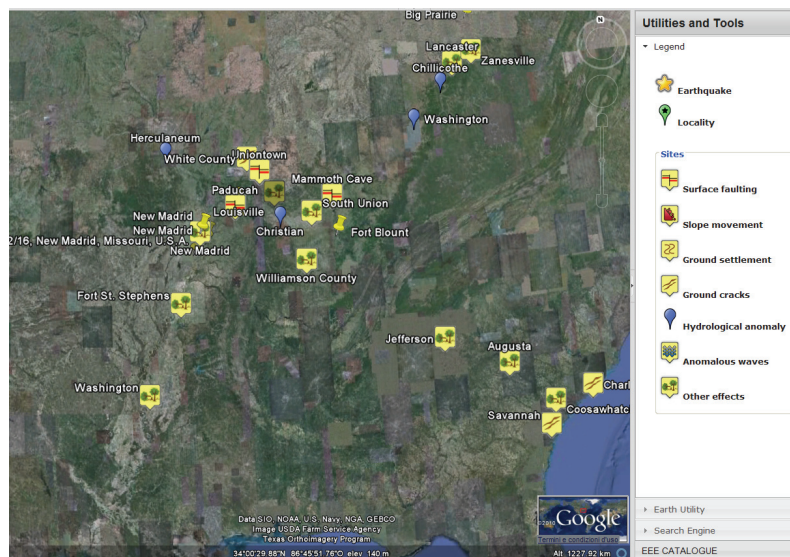 Big Prairie
Lancaster
Zanesville
Chillicothe
Washington
Herculaneum
White County
Uniontown
Mammoth Cave
Paducah
South Union
New Madrid
Louisville
New Madrid
Christian
Fort Blount
2/16, New Madrid, Missouri, U.S.A.
New Madrid
Williamson County
Fort St. Stephens
Jefferson
Augusta
Washington
Charl
Savannah
Coosawhatc
Data SIO, NOAA, U.S. Navy, NGA, GEBCO
Image USDA Farm Service Agency
Texas Orthoimagery Program
©2010 Google
Termini e condizioni d'uso
34°00'29.88"N 86°45'51.76"O elev. 140 m
Alt. 1227.92 km
N
Utilities and Tools
Legend
Earthquake
Locality
Sites
Surface faulting
Slope movement
Ground settlement
Ground cracks
Hydrological anomaly
Anomalous waves
Other effects
Earth Utility
Search Engine
EEE CATALOGUE